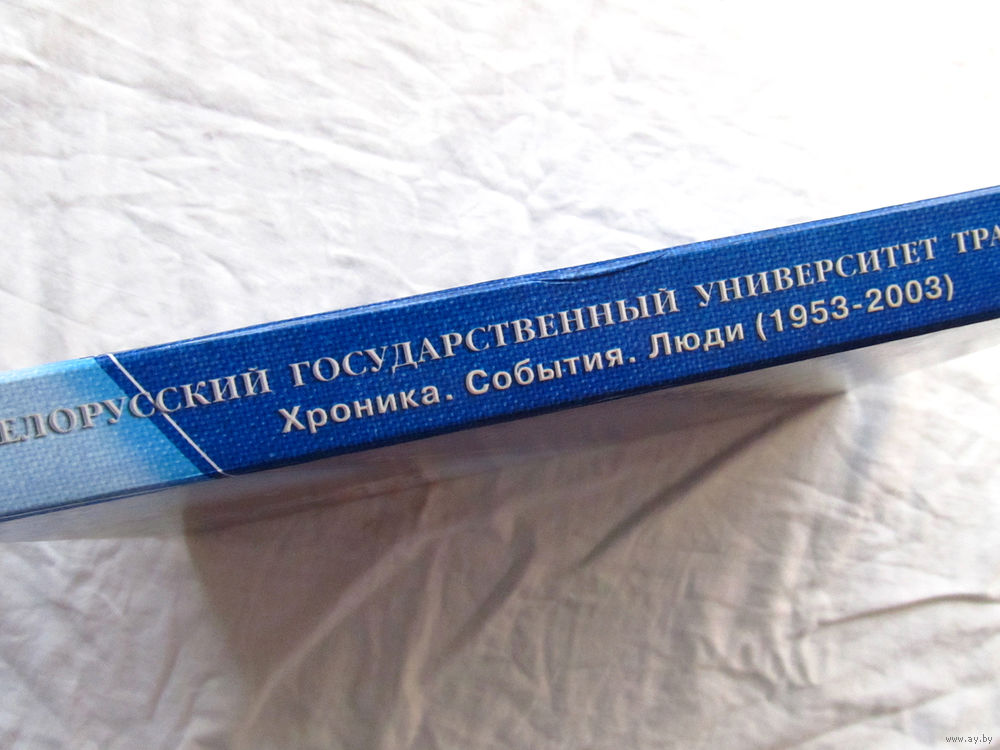 ЕЛОРУССКИЙ ГОСУДАРСТВЕННЫЙ УНИВЕРСИТЕТ ТРА
Хроника. События. Люди (1953-2003)
www.ay.by